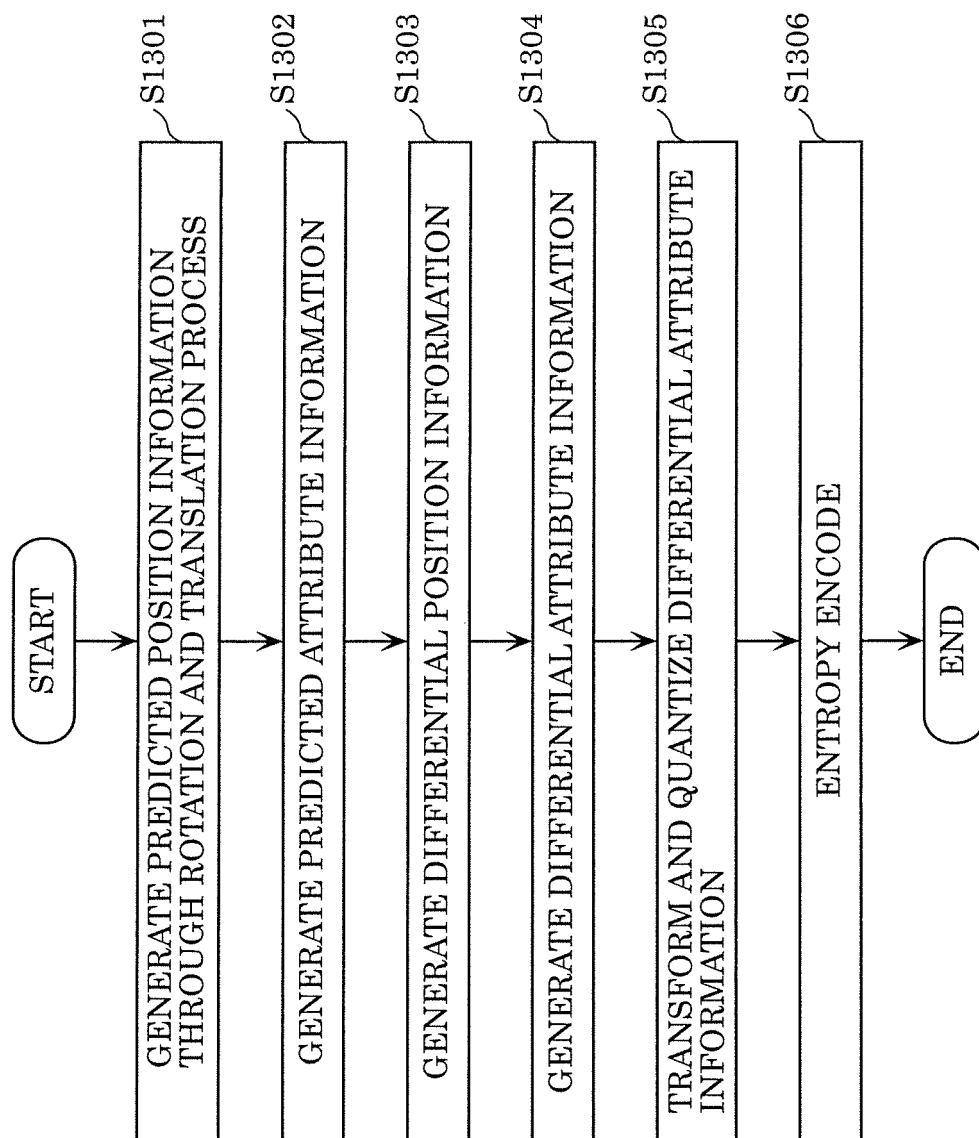 START
GENERATE PREDICTED POSITION INFORMATION
THROUGH ROTATION AND TRANSLATION PROCESS
S1301
GENERATE PREDICTED ATTRIBUTE INFORMATION
S1302
GENERATE DIFFERENTIAL POSITION INFORMATION
S1303
GENERATE DIFFERENTIAL ATTRIBUTE INFORMATION
S1304
TRANSFORM AND QUANTIZE DIFFERENTIAL ATTRIBUTE
INFORMATION
S1305
ENTROPY ENCODE
S1306
END